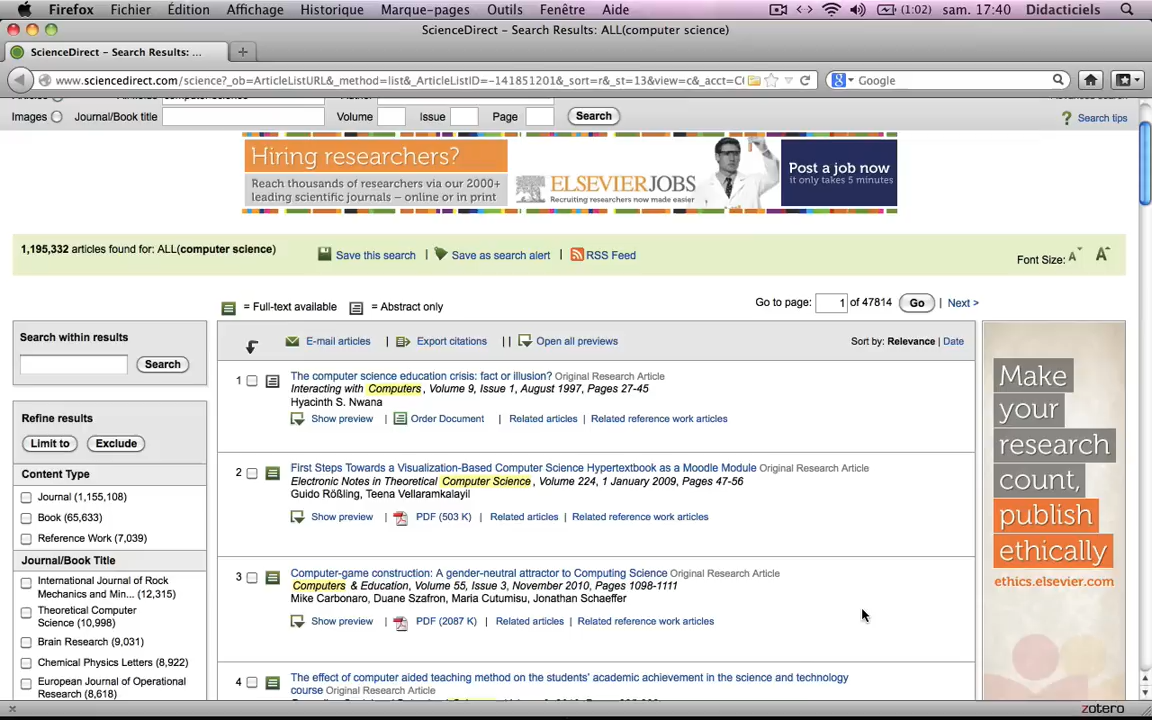 Firefox Fichier Édition Affichage Historique Marque-pages Outils Fenêtre Aide (1:02) sam. 17:40 Didacticiels
ScienceDirect – Search Results: ALL(computer science)
ScienceDirect – Search Results: ...
www.sciencedirect.com/science?_ob=ArticleListURL&_method=list&_ArticleListID=-141851201&_sort=r&_st=13&view=c&_acct=C( Google
Images Journal/Book title Volume Issue Page Search
Search tips
Hiring researchers?
Reach thousands of researchers via our 2000+
leading scientific journals – online or in print
ELSEVIERJOBS
Recruiting researchers now made easier
Post a job now
it only takes 5 minutes
1,195,332 articles found for: ALL(computer science)
Save this search | Save as search alert | RSS Feed
Font Size: A A
= Full-text available = Abstract only
Go to page: 1 of 47814 Go | Next >
Search within results
Search
E-mail articles | Export citations || Open all previews
Sort by: Relevance | Date
1 The computer science education crisis: fact or illusion? Original Research Article
Interacting with Computers, Volume 9, Issue 1, August 1997, Pages 27-45
Hyacinth S. Nwana
Show preview | Order Document | Related articles | Related reference work articles
Refine results
Limit to Exclude
Content Type
Journal (1,155,108)
Book (65,633)
Reference Work (7,039)
Journal/Book Title
International Journal of Rock
Mechanics and Min... (12,315)
Theoretical Computer
Science (10,998)
Brain Research (9,031)
Chemical Physics Letters (8,922)
European Journal of Operational
Research (8,618)
2 First Steps Towards a Visualization-Based Computer Science Hypertextbook as a Moodle Module Original Research Article
Electronic Notes in Theoretical Computer Science, Volume 224, 1 January 2009, Pages 47-56
Guido Rößling, Teena Vellaramkalayil
Show preview | PDF (503 K) | Related articles | Related reference work articles
3 Computer-game construction: A gender-neutral attractor to Computing Science Original Research Article
Computers & Education, Volume 55, Issue 3, November 2010, Pages 1098-1111
Mike Carbonaro, Duane Szafron, Maria Cutumisu, Jonathan Schaeffer
Show preview | PDF (2087 K) | Related articles | Related reference work articles
4 The effect of computer aided teaching method on the students' academic achievement in the science and technology
course Original Research Article
Make
your
research
count,
publish
ethically
ethics.elsevier.com
zotero